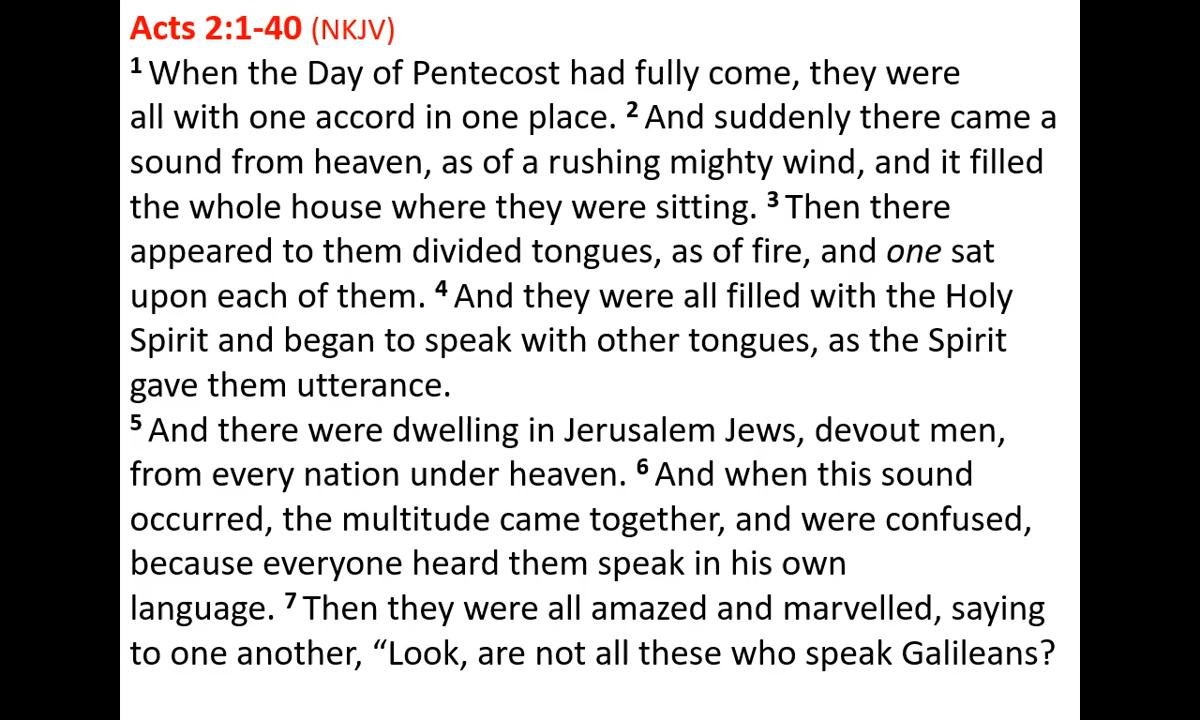 Acts 2:1-40 (NKJV)
1 When the Day of Pentecost had fully come, they were
all with one accord in one place. 2 And suddenly there came a
sound from heaven, as of a rushing mighty wind, and it filled
the whole house where they were sitting. 3 Then there
appeared to them divided tongues, as of fire, and one sat
upon each of them. 4 And they were all filled with the Holy
Spirit and began to speak with other tongues, as the Spirit
gave them utterance.
5 And there were dwelling in Jerusalem Jews, devout men,
from every nation under heaven. 6 And when this sound
occurred, the multitude came together, and were confused,
because everyone heard them speak in his own
language. 7 Then they were all amazed and marvelled, saying
to one another, “Look, are not all these who speak Galileans?